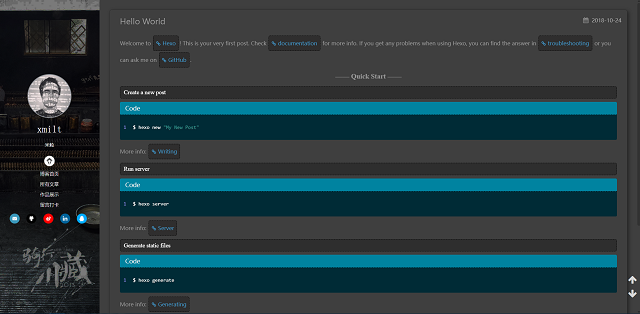 xmilt
米粒
博客首页
所有文章
作品展示
留言打卡
Hello World
2018-10-24
Welcome to Hexo ! This is your very first post. Check documentation for more info. If you get any problems when using Hexo, you can find the answer in troubleshooting or you
can ask me on GitHub .
Quick Start
Create a new post
Code
1 $ hexo new "My New Post"
More info: Writing
Run server
Code
1 $ hexo server
More info: Server
Generate static files
Code
1 $ hexo generate
More info: Generating